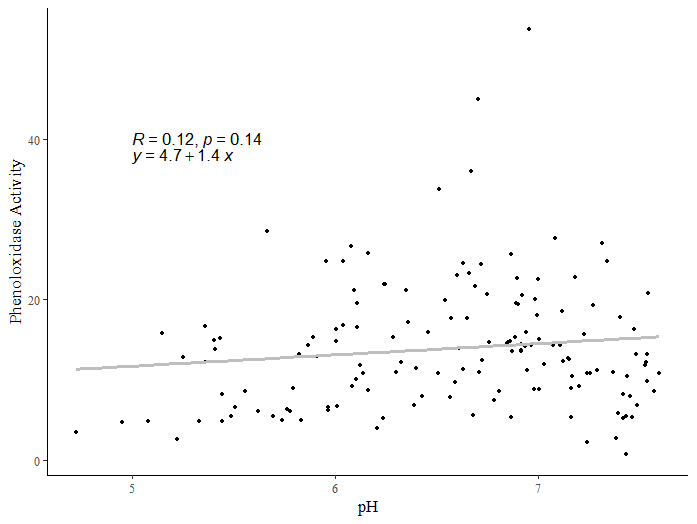 40
R = 0.12, p = 0.14
y = 4.7 + 1.4 x
Phenoloxidase Activity
20
0
5 6 7
pH